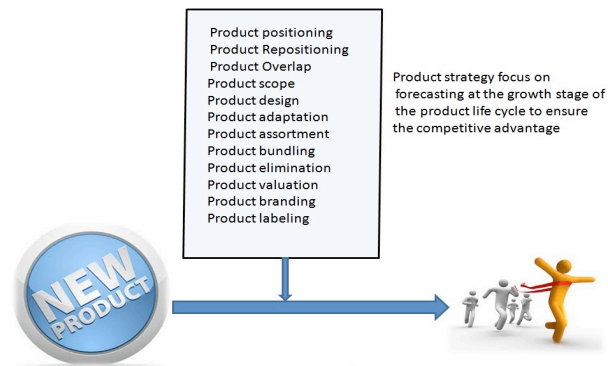 Product positioning
Product Repositioning
Product Overlap
Product scope
Product design
Product adaptation
Product assortment
Product bundling
Product elimination
Product valuation
Product branding
Product labeling
Product strategy focus on
forecasting at the growth stage of
the product life cycle to ensure
the competitive advantage
NEW
PRODUCT